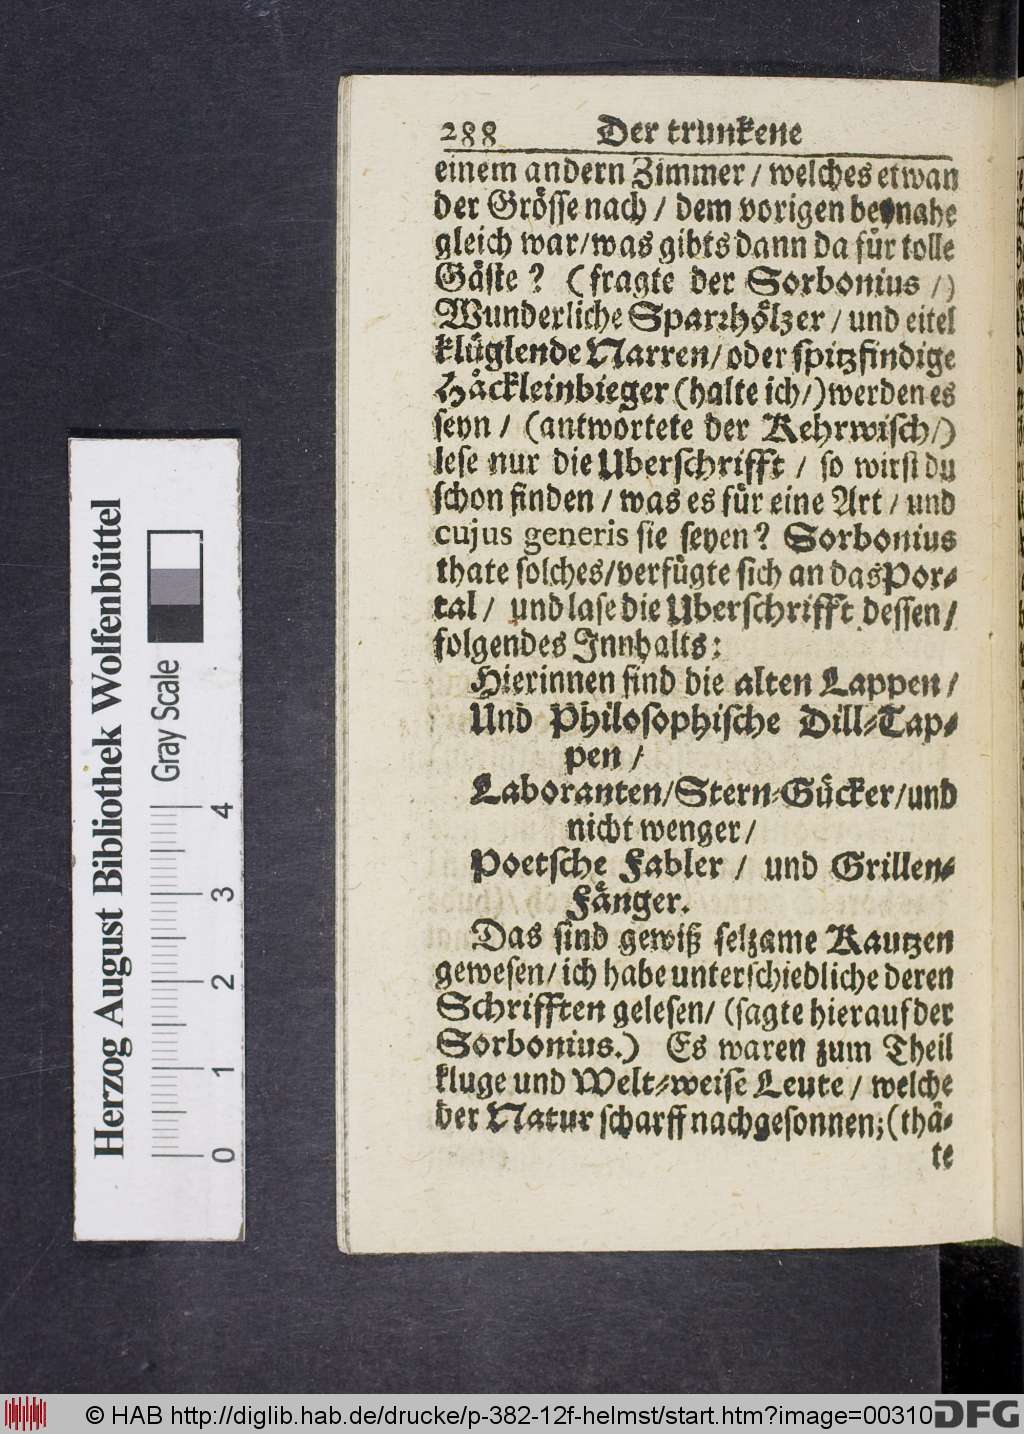 288 Der trunkene
einem andern Zimmer / welches etwan
der Grösse nach / dem vorigen beynahe
gleich war/was gibts dann da für tolle
Gäste ? (fragte der Sorbonius /)
Wunderliche Sparrhölzer / und eitel
klüglende Narren/ oder spitzfindige
Häckleinbieger (halte ich/) werden es
seyn / (antwortete der Kehrwisch/)
lese nur die Uberschrifft / so wirst du
schon finden / was es für eine Art / und
cujus generis sie seyen? Sorbonius
thate solches/verfügte sich an das Por-
tal / und lase die Uberschrifft dessen/
folgendes Innhalts:
Hierinnen find die alten Lappen /
Und Philosophische Dill-Tap-
pen /
Laboranten/Stern-Gücker/und
nicht wenger/
Poetsche Fabler / und Grillen-
Fänger.
Das sind gewiß selzame Kautzen
gewesen/ ich habe unterschiedliche deren
Schrifften gelesen/ (sagte hierauf der
Sorbonius.) Es waren zum Theil
kluge und Welt-weise Leute / welche
der Natur scharff nachgesonnen; (thä-
te
Herzog August Bibliothek Wolfenbüttel
Gray Scale
0 1 2 3 4
© HAB http://diglib.hab.de/drucke/p-382-12f-helmst/start.htm?image=00310
DFG